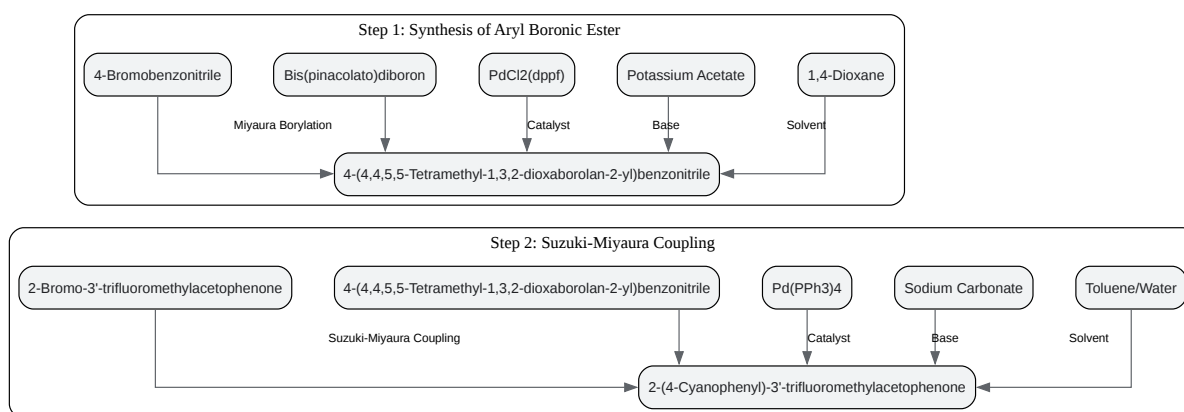 Step 1: Synthesis of Aryl Boronic Ester
4-Bromobenzonitrile
Bis(pinacolato)diboron
PdCl2(dppf)
Potassium Acetate
1,4-Dioxane
Miyaura Borylation
Catalyst
Base
Solvent
4-(4,4,5,5-Tetramethyl-1,3,2-dioxaborolan-2-yl)benzonitrile
Step 2: Suzuki-Miyaura Coupling
2-Bromo-3'-trifluoromethylacetophenone
4-(4,4,5,5-Tetramethyl-1,3,2-dioxaborolan-2-yl)benzonitrile
Pd(PPh3)4
Sodium Carbonate
Toluene/Water
Suzuki-Miyaura Coupling
Catalyst
Base
Solvent
2-(4-Cyanophenyl)-3'-trifluoromethylacetophenone